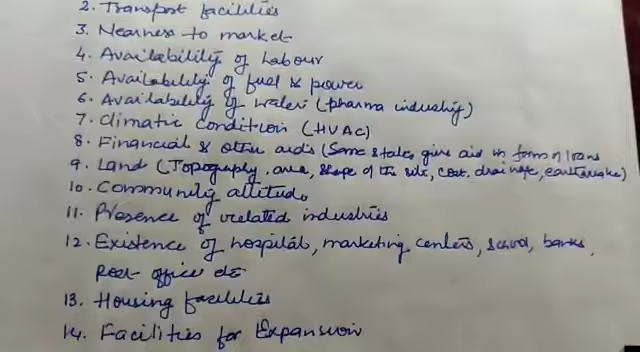 2. Transport facilities
3. Nearness to market
4. Availability of Labour
5. Availability of fuel & power
6. Availability of water (pharma industry)
7. Climatic condition (HVAC)
8. Financial & other aids (Some states give aid in form of loans
9. Land (Topography, area, shape of the site, cost, drainage, earthquake)
10. Community attitude
11. Presence of related industries
12. Existence of hospital, marketing centers, school, banks,
Post office etc
13. Housing facilities
14. Facilities for Expansion